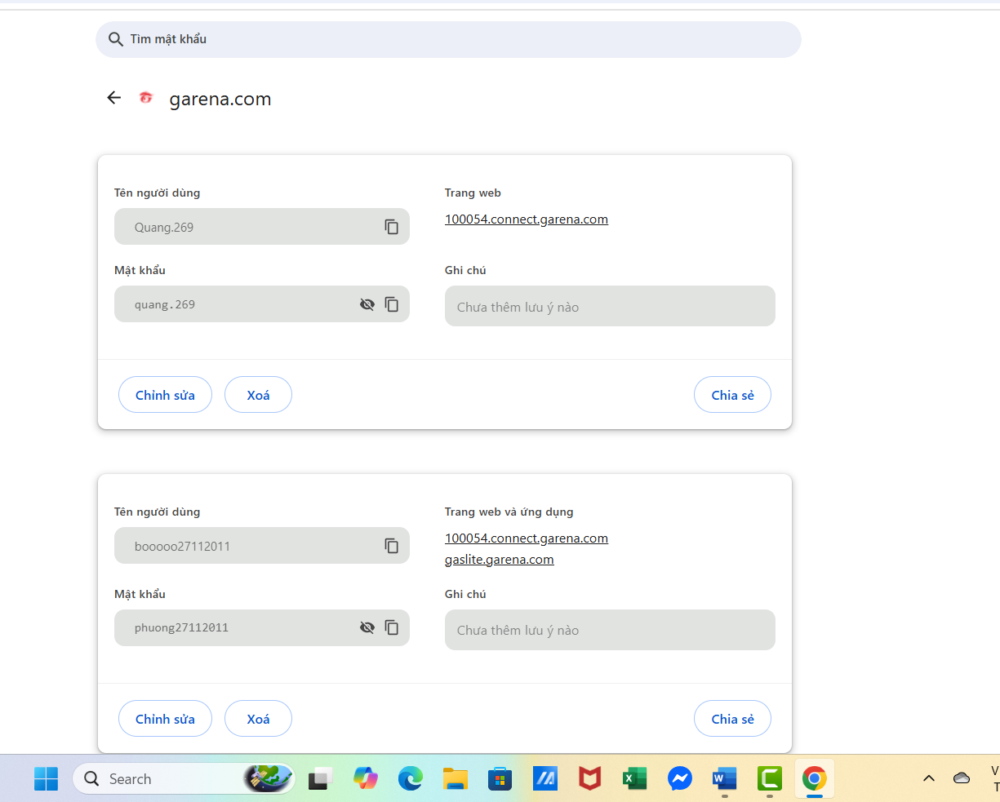 Tìm mật khẩu
garena.com
Tên người dùng
Quang.269
Trang web
100054.connect.garena.com
Mật khẩu
quang.269
Ghi chú
Chưa thêm lưu ý nào
Chỉnh sửa
Xoá
Chia sẻ
Tên người dùng
booooo27112011
Trang web và ứng dụng
100054.connect.garena.com
gaslite.garena.com
Mật khẩu
phuong27112011
Ghi chú
Chưa thêm lưu ý nào
Chỉnh sửa
Xoá
Chia sẻ
Search